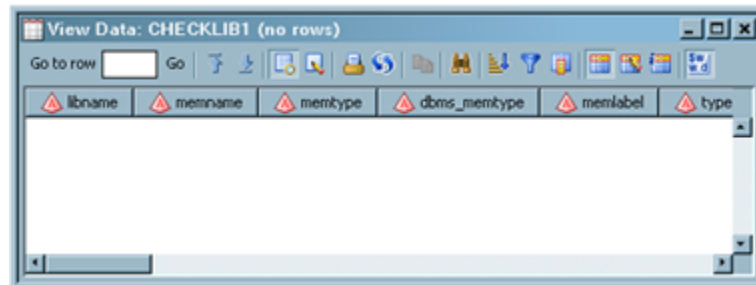 View Data: CHECKLIB1 (no rows)
Go to row Go
libname memname memtype dbms_memtype memlabel type